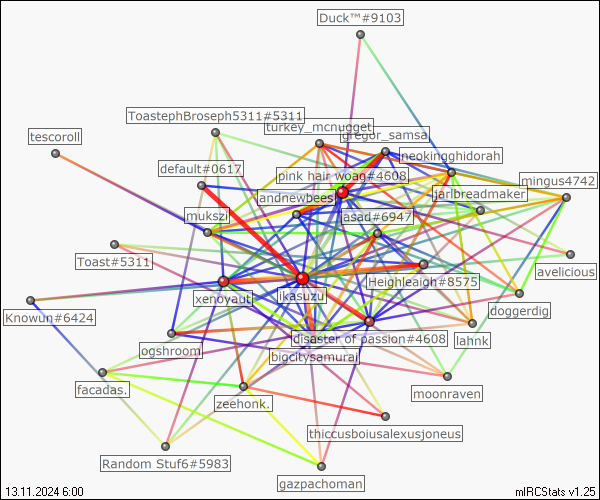 Duck™#9103
ToastephBroseph5311#5311
turkey_mcnugget
tescoroll
gregor_samsa
neokingghidorah
default#0617
pink hair woag#4608
mingus4742
andnewbees
jarlbreadmaker
mukszi
asad#6947
Toast#5311
avelicious
Heighleigh#8575
xenoyaut
ikasuzu
doggerdig
Knowun#6424
disaster of passion#4608
lahnk
ogshroom
bigcitysamurai
facadas.
moonraven
zeehonk.
thiccusboiusalexusjoneus
Random Stuf6#5983
gazpachoman
13.11.2024 6:00
mIRCStats v1.25